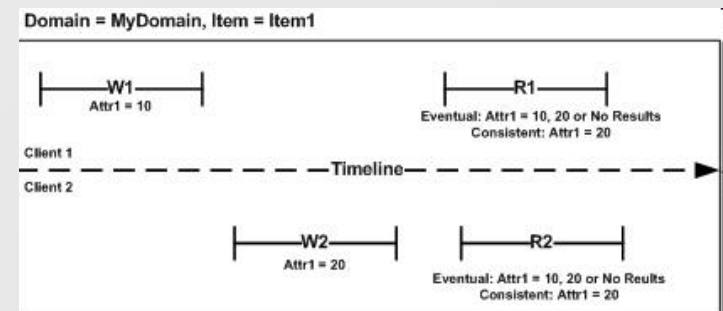 Domain = MyDomain, Item = Item1
W1
Attr1 = 10
R1
Eventual: Attr1 = 10, 20 or No Results
Consistent: Attr1 = 20
Client 1
Timeline
Client 2
W2
Attr1 = 20
R2
Eventual: Attr1 = 10, 20 or No Reults
Consistent: Attr1 = 20